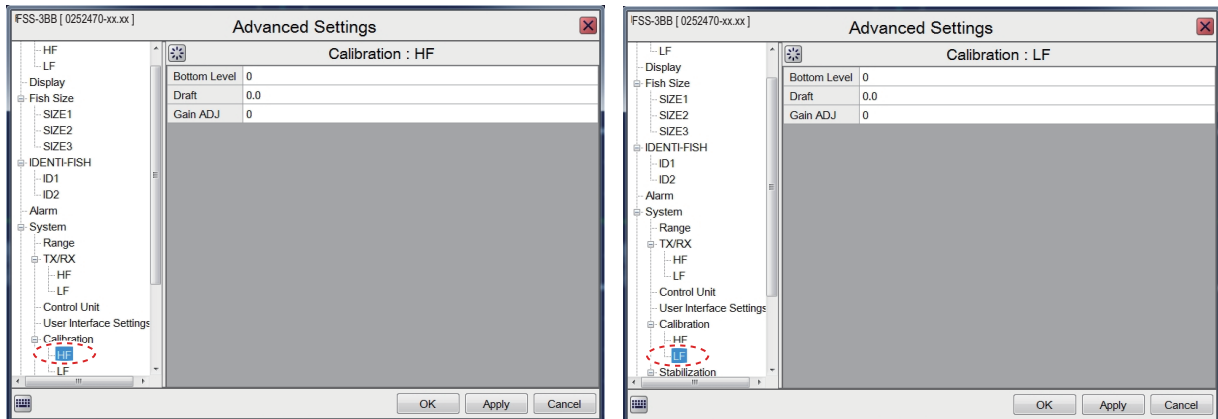 FSS-3BB [ 0252470-xx.xx ]
Advanced Settings
HF
LF
Display
Fish Size
SIZE1
SIZE2
SIZE3
IDENTI-FISH
ID1
ID2
Alarm
System
Range
TX/RX
HF
LF
Control Unit
User Interface Settings
Calibration
HF
LF
Calibration : HF
Bottom Level 0
Draft 0.0
Gain ADJ 0
OK Apply Cancel
FSS-3BB [ 0252470-xx.xx ]
Advanced Settings
LF
Display
Fish Size
SIZE1
SIZE2
SIZE3
IDENTI-FISH
ID1
ID2
Alarm
System
Range
TX/RX
HF
LF
Control Unit
User Interface Settings
Calibration
HF
LF
Stabilization
Calibration : LF
Bottom Level 0
Draft 0.0
Gain ADJ 0
OK Apply Cancel